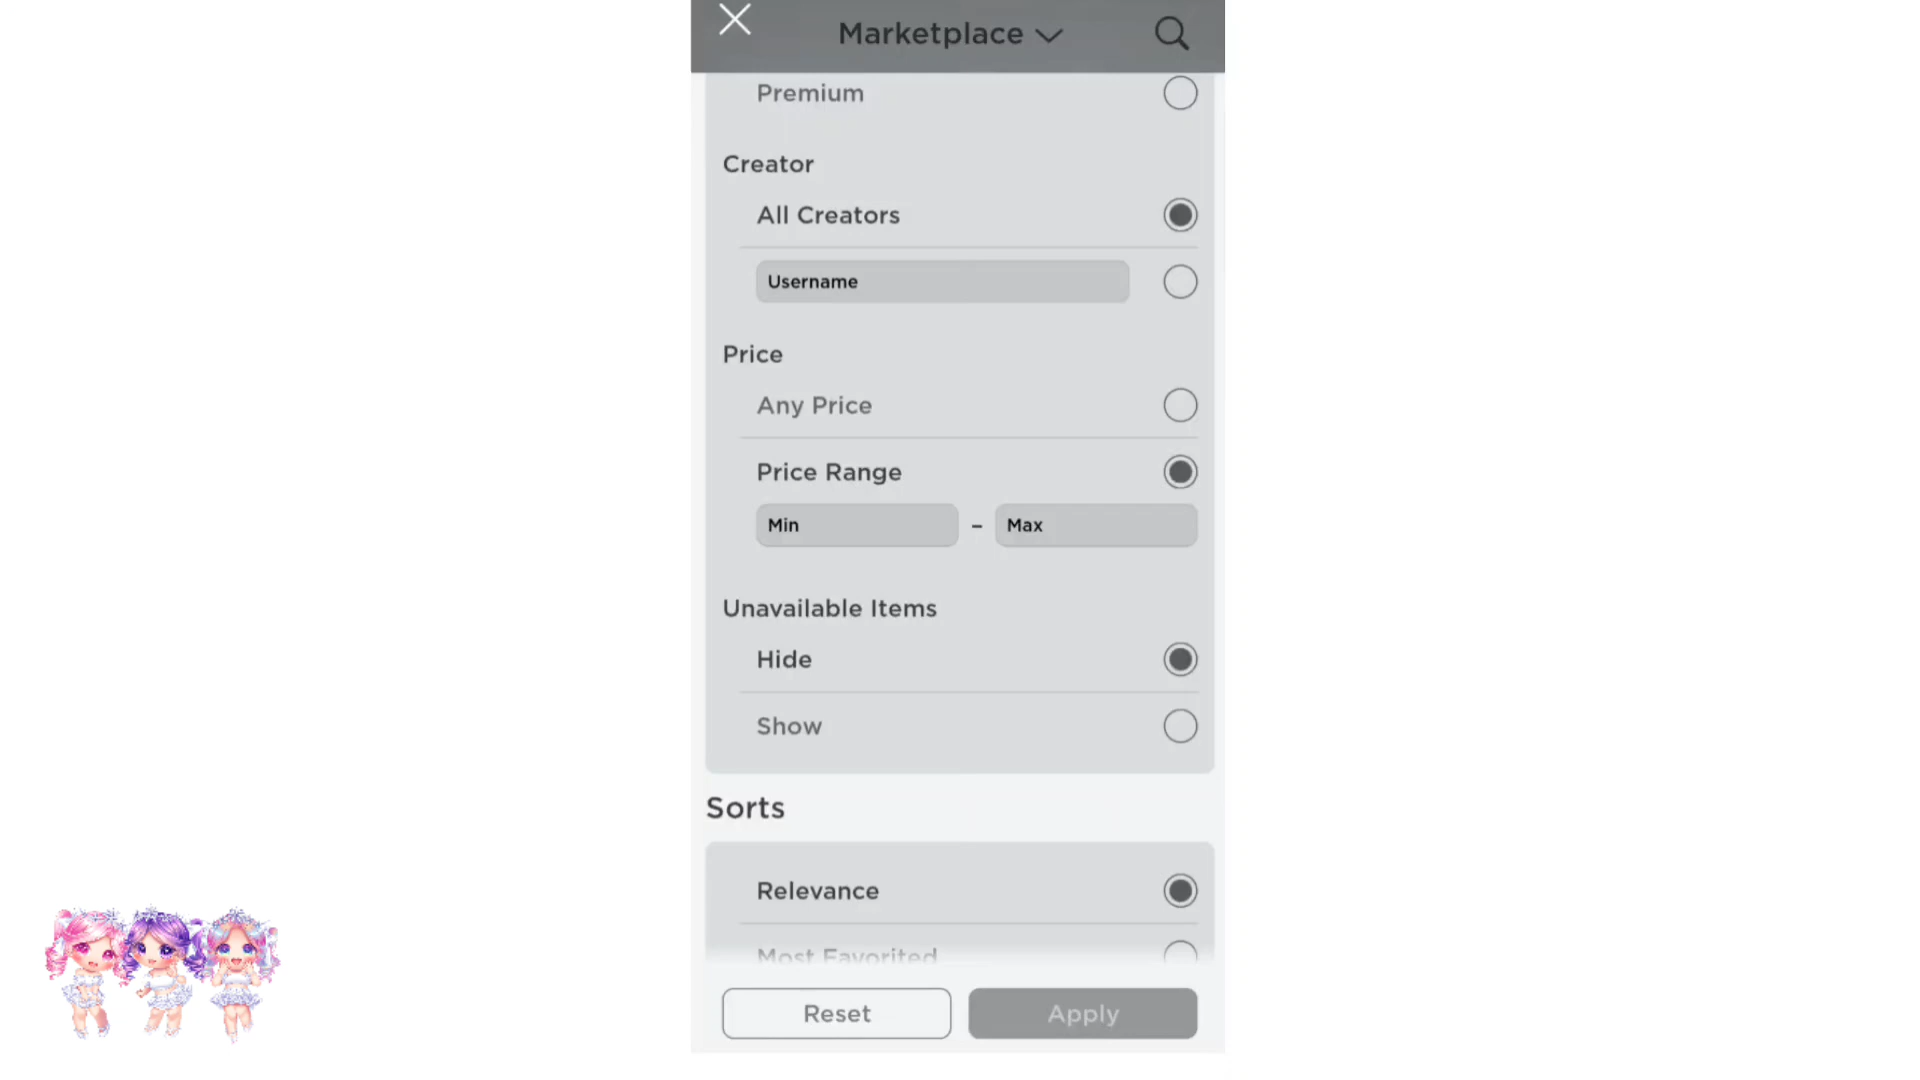 Marketplace
Premium
Creator
All Creators
Username
Price
Any Price
Price Range
Min – Max
Unavailable Items
Hide
Show
Sorts
Relevance
Most Favorited
Reset Apply